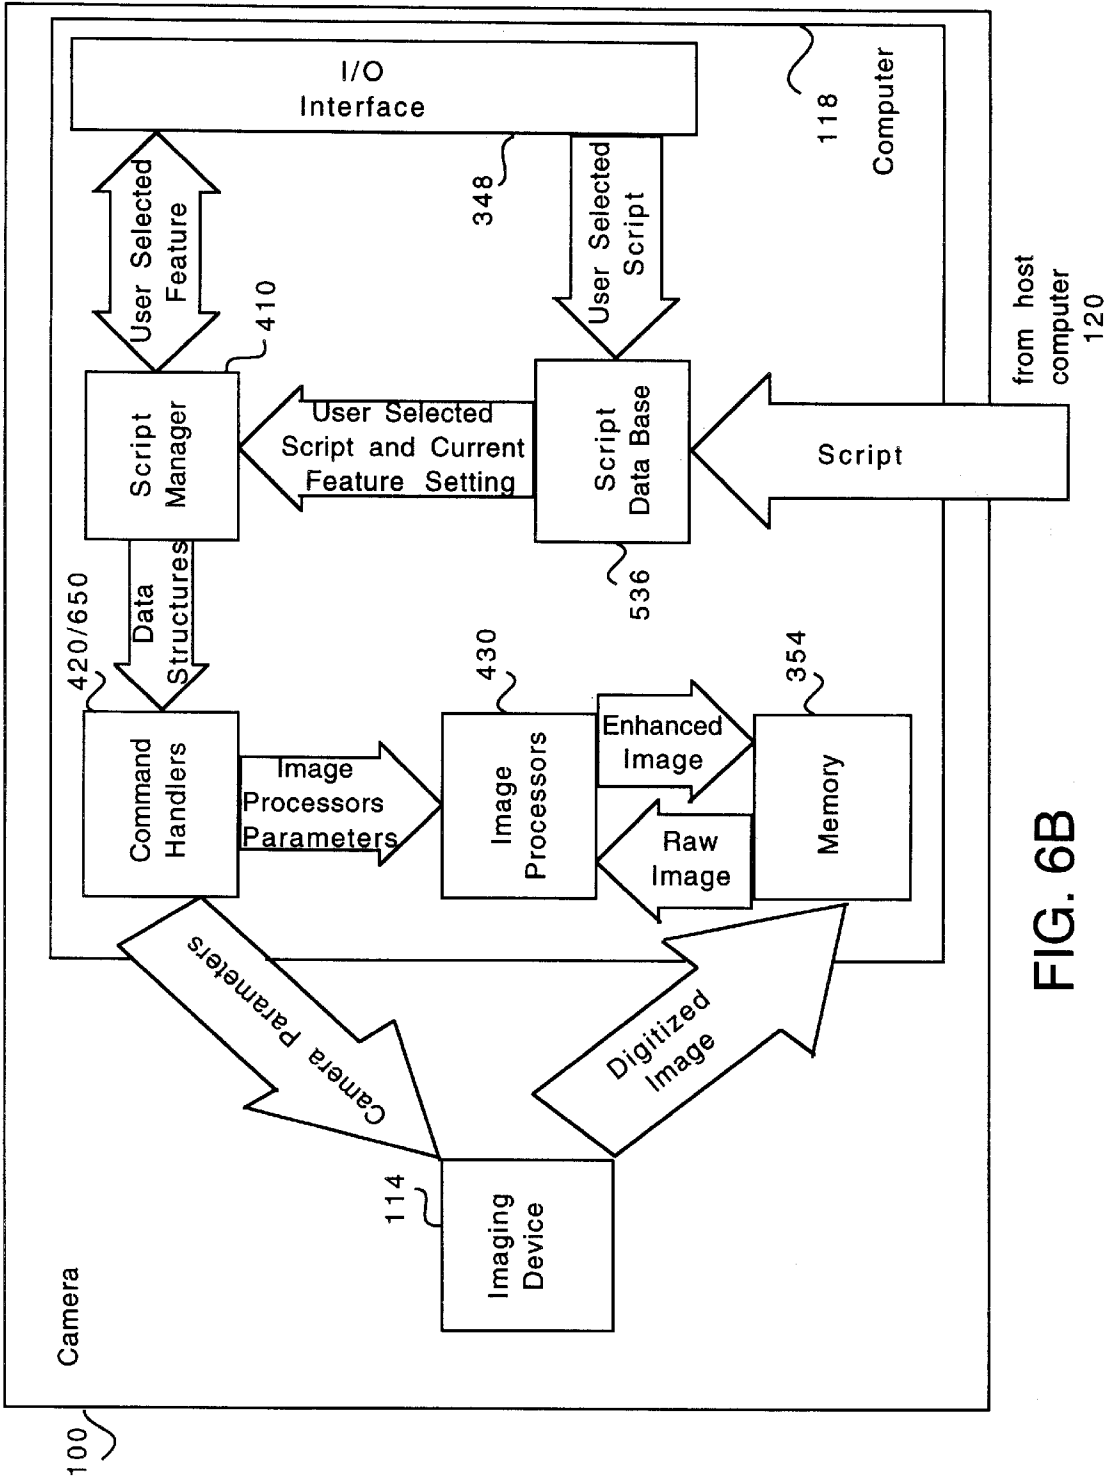 100
Camera
114
Imaging
Device
Camera Parameters
Digitized
Image
420/650
Command
Handlers
Image
Processors
Parameters
430
Image
Processors
Enhanced
Image
Raw
Image
354
Memory
Data
Structures
410
Script
Manager
User Selected
Feature
User Selected
Script and Current
Feature Setting
536
Script
Data Base
User Selected
Script
348
I/O
Interface
118
Computer
Script
from host
computer
120
FIG. 6B